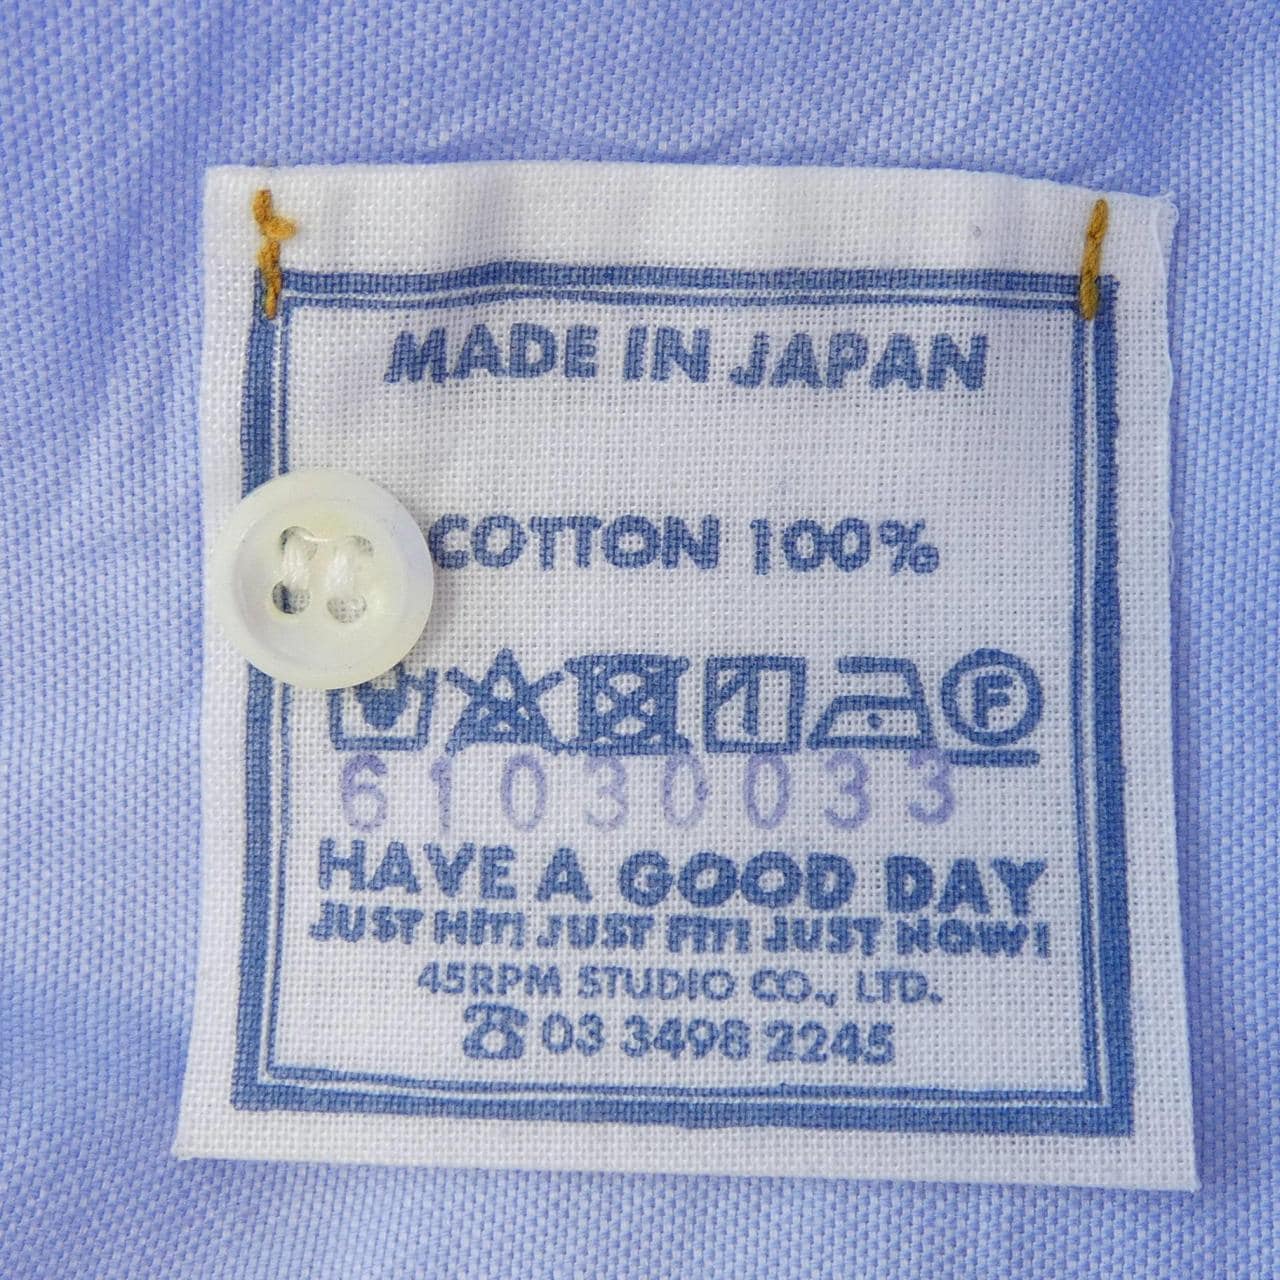 MADE IN JAPAN
COTTON 100%
F
61030033
HAVE A GOOD DAY
JUST HIT! JUST FIT! JUST NOW!
45RPM STUDIO CO., LTD.
☎ 03 3498 2245